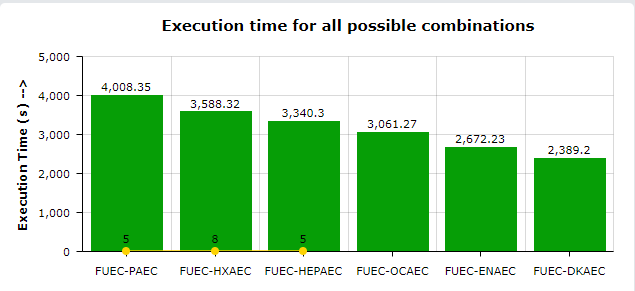 Execution time for all possible combinations
Execution Time (s) -->
5,000
4,000
3,000
2,000
1,000
0
4,008.35
3,588.32
3,340.3
3,061.27
2,672.23
2,389.2
5
8
5
FUEC-PAEC
FUEC-HXAEC
FUEC-HEPAEC
FUEC-OCAEC
FUEC-ENAEC
FUEC-DKAEC